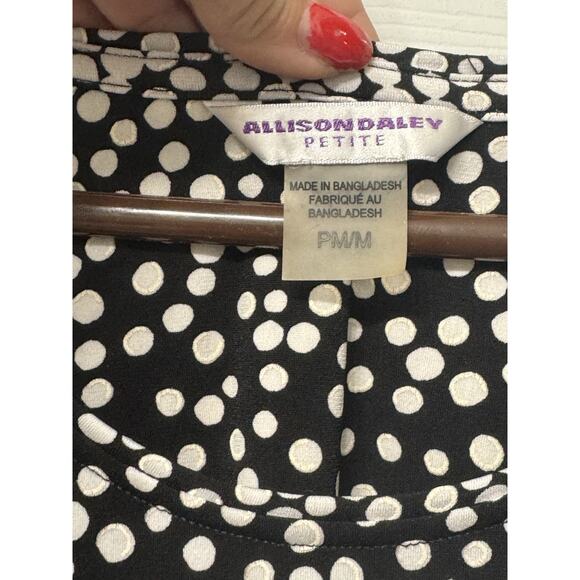 ALLISON DALEY
PETITE
MADE IN BANGLADESH
FABRIQUÉ AU
BANGLADESH
PM/M